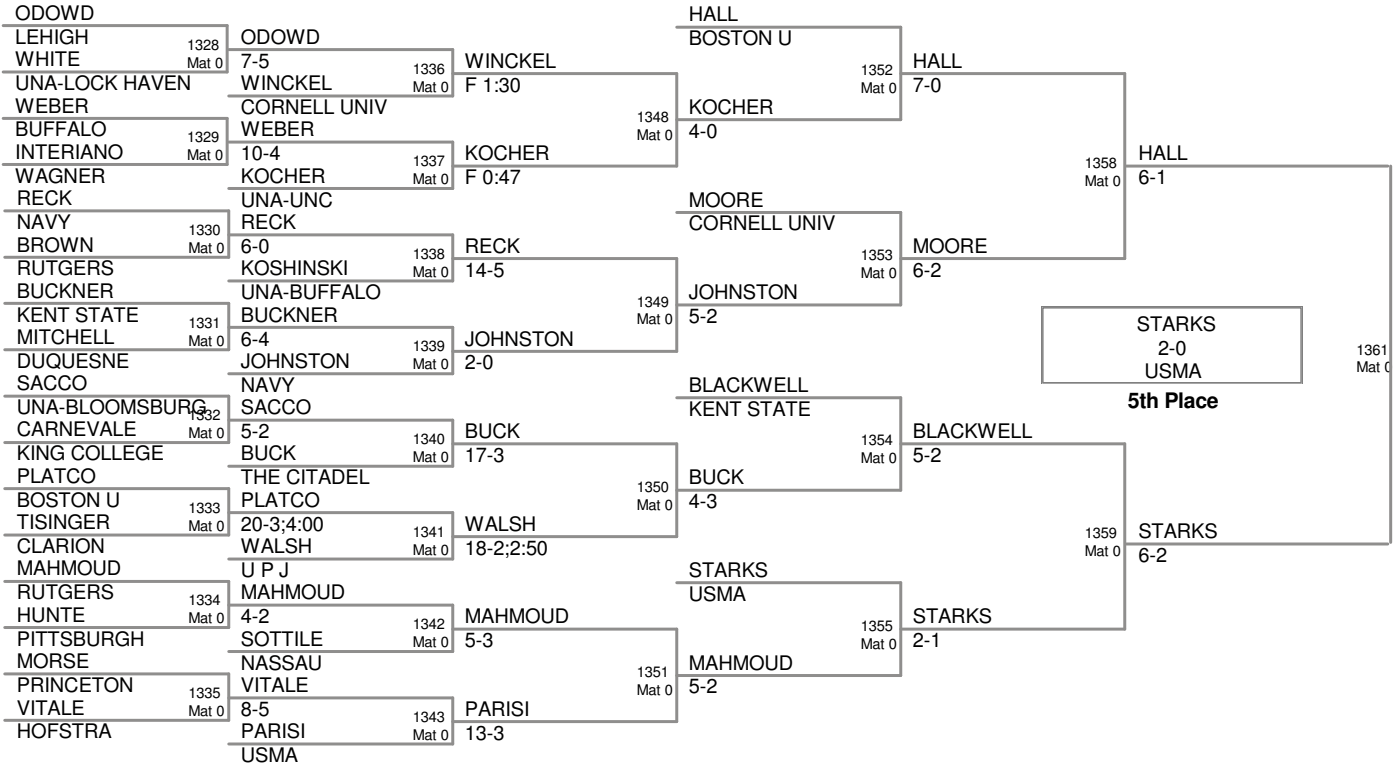 ODOWD
LEHIGH
WHITE
UNA-LOCK HAVEN
WEBER
BUFFALO
INTERIANO
WAGNER
RECK
NAVY
BROWN
RUTGERS
BUCKNER
KENT STATE
MITCHELL
DUQUESNE
SACCO
UNA-BLOOMSBURG
CARNEVALE
KING COLLEGE
PLATCO
BOSTON U
TISINGER
CLARION
MAHMOUD
RUTGERS
HUNTE
PITTSBURGH
MORSE
PRINCETON
VITALE
HOFSTRA
1328
Mat 0
1329
Mat 0
1330
Mat 0
1331
Mat 0
1332
Mat 0
1333
Mat 0
1334
Mat 0
1335
Mat 0
ODOWD
7-5
WINCKEL
CORNELL UNIV
WEBER
10-4
KOCHER
UNA-UNC
RECK
6-0
KOSHINSKI
UNA-BUFFALO
BUCKNER
6-4
JOHNSTON
NAVY
SACCO
5-2
BUCK
THE CITADEL
PLATCO
20-3;4:00
WALSH
U P J
MAHMOUD
4-2
SOTTILE
NASSAU
VITALE
8-5
PARISI
USMA
1336
Mat 0
1337
Mat 0
1338
Mat 0
1339
Mat 0
1340
Mat 0
1341
Mat 0
1342
Mat 0
1343
Mat 0
WINCKEL
F 1:30
KOCHER
F 0:47
RECK
14-5
JOHNSTON
2-0
BUCK
17-3
WALSH
18-2;2:50
MAHMOUD
5-3
PARISI
13-3
1348
Mat 0
1349
Mat 0
1350
Mat 0
1351
Mat 0
HALL
BOSTON U
KOCHER
4-0
MOORE
CORNELL UNIV
JOHNSTON
5-2
BLACKWELL
KENT STATE
BUCK
4-3
STARKS
USMA
MAHMOUD
5-2
1352
Mat 0
1353
Mat 0
1354
Mat 0
1355
Mat 0
HALL
7-0
MOORE
6-2
BLACKWELL
5-2
STARKS
2-1
1358
Mat 0
1359
Mat 0
HALL
6-1
STARKS
6-2
STARKS
2-0
USMA
5th Place
1361
Mat 0